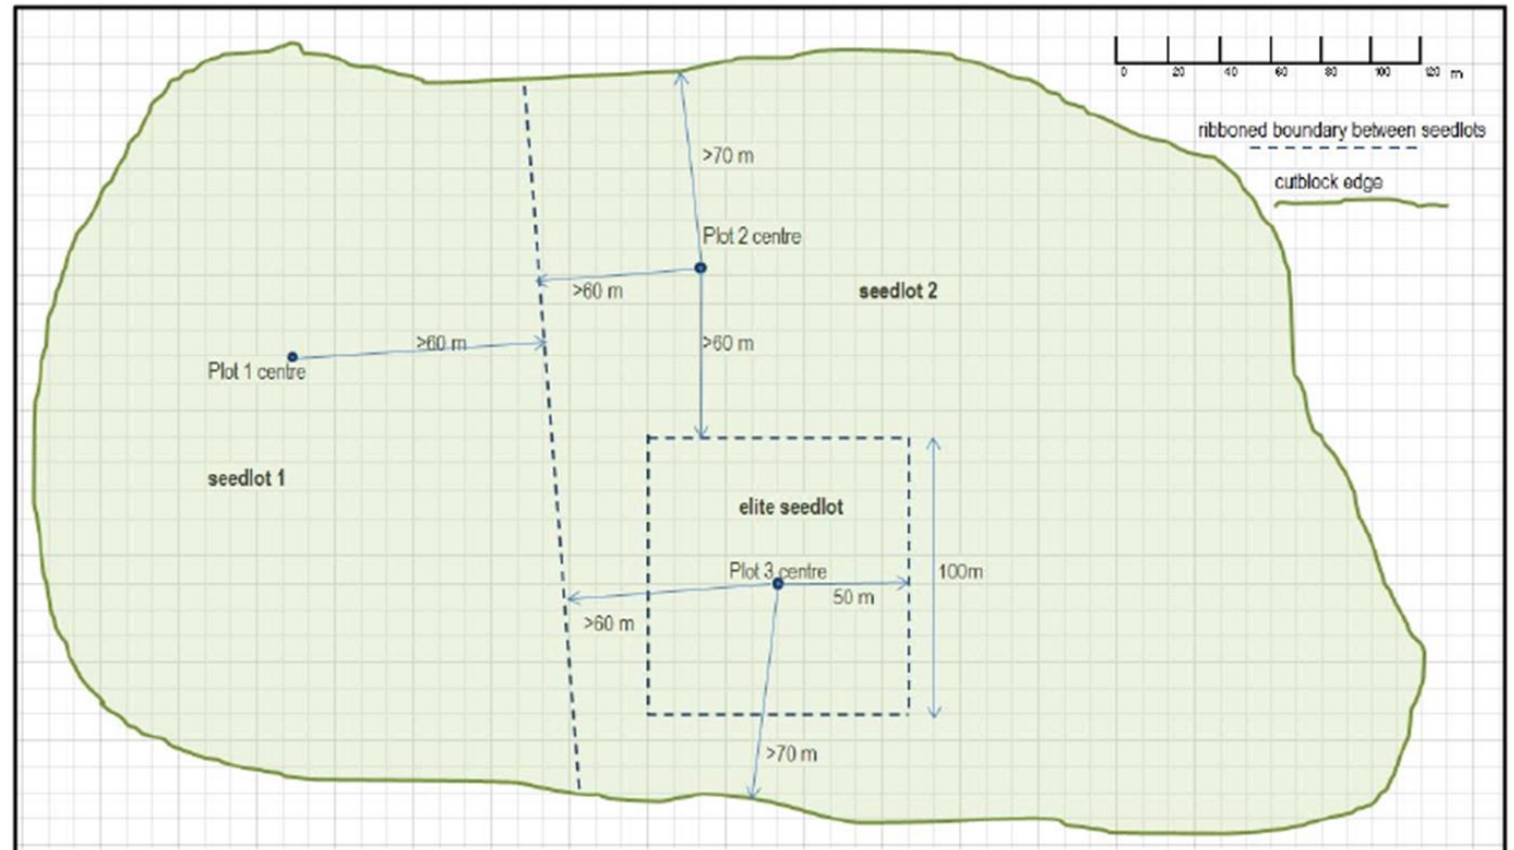 0 20 40 60 80 100 120 m
ribboned boundary between seedlots
>70 m
cutblock edge
Plot 2 centre
>60 m
seedlot 2
>60 m
>60 m
Plot 1 centre
seedlot 1
elite seedlot
Plot 3 centre
100m
50 m
>60 m
>70 m